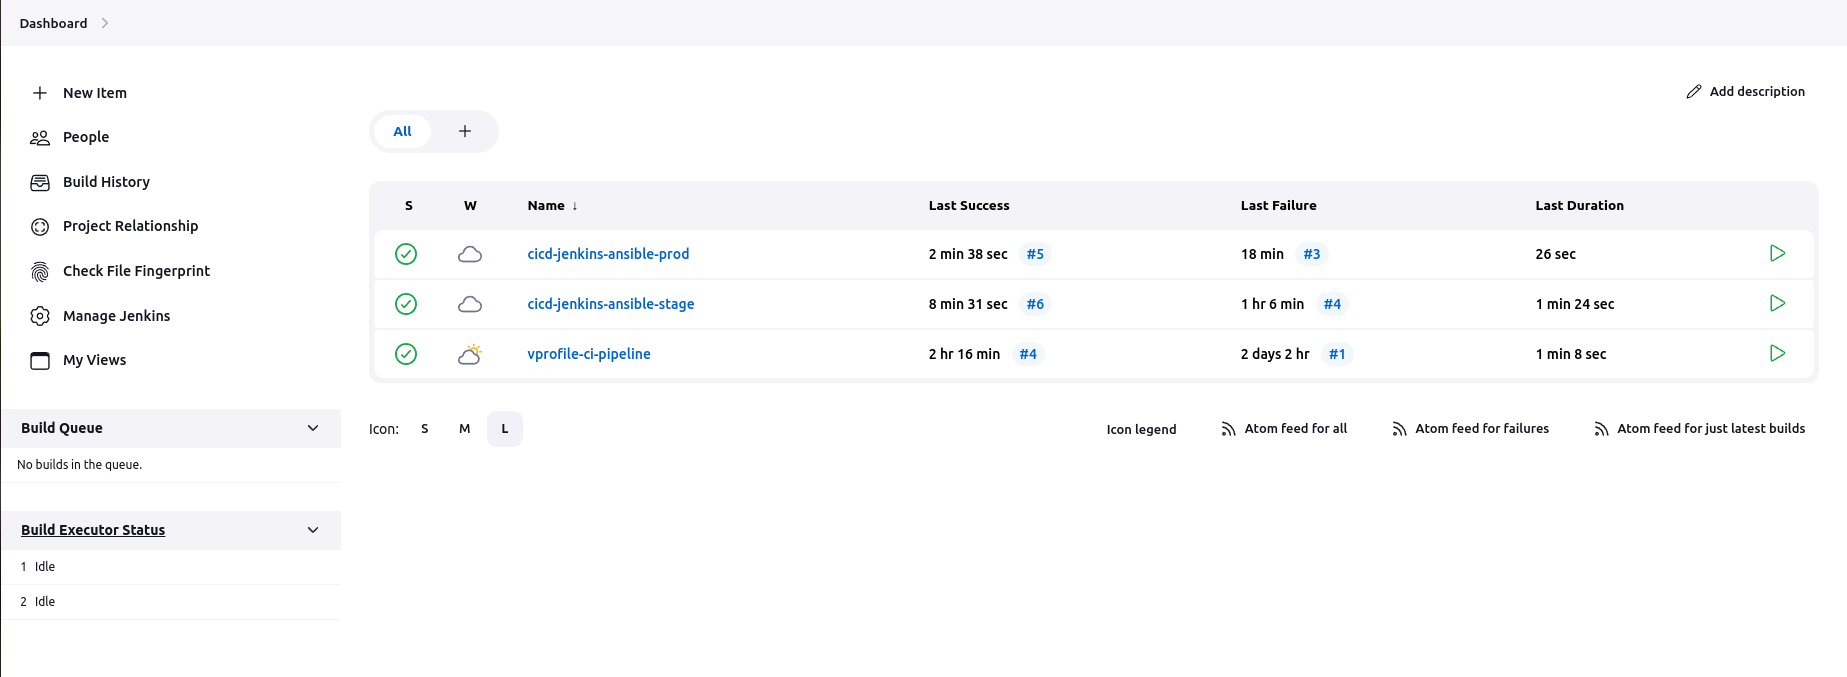 Dashboard
New Item
People
Build History
Project Relationship
Check File Fingerprint
Manage Jenkins
My Views
Build Queue
No builds in the queue.
Build Executor Status
1 Idle
2 Idle
Add description
All +
S W Name ↓ Last Success Last Failure Last Duration
cicd-jenkins-ansible-prod 2 min 38 sec #5 18 min #3 26 sec
cicd-jenkins-ansible-stage 8 min 31 sec #6 1 hr 6 min #4 1 min 24 sec
vprofile-ci-pipeline 2 hr 16 min #4 2 days 2 hr #1 1 min 8 sec
Icon: S M L Icon legend Atom feed for all Atom feed for failures Atom feed for just latest builds